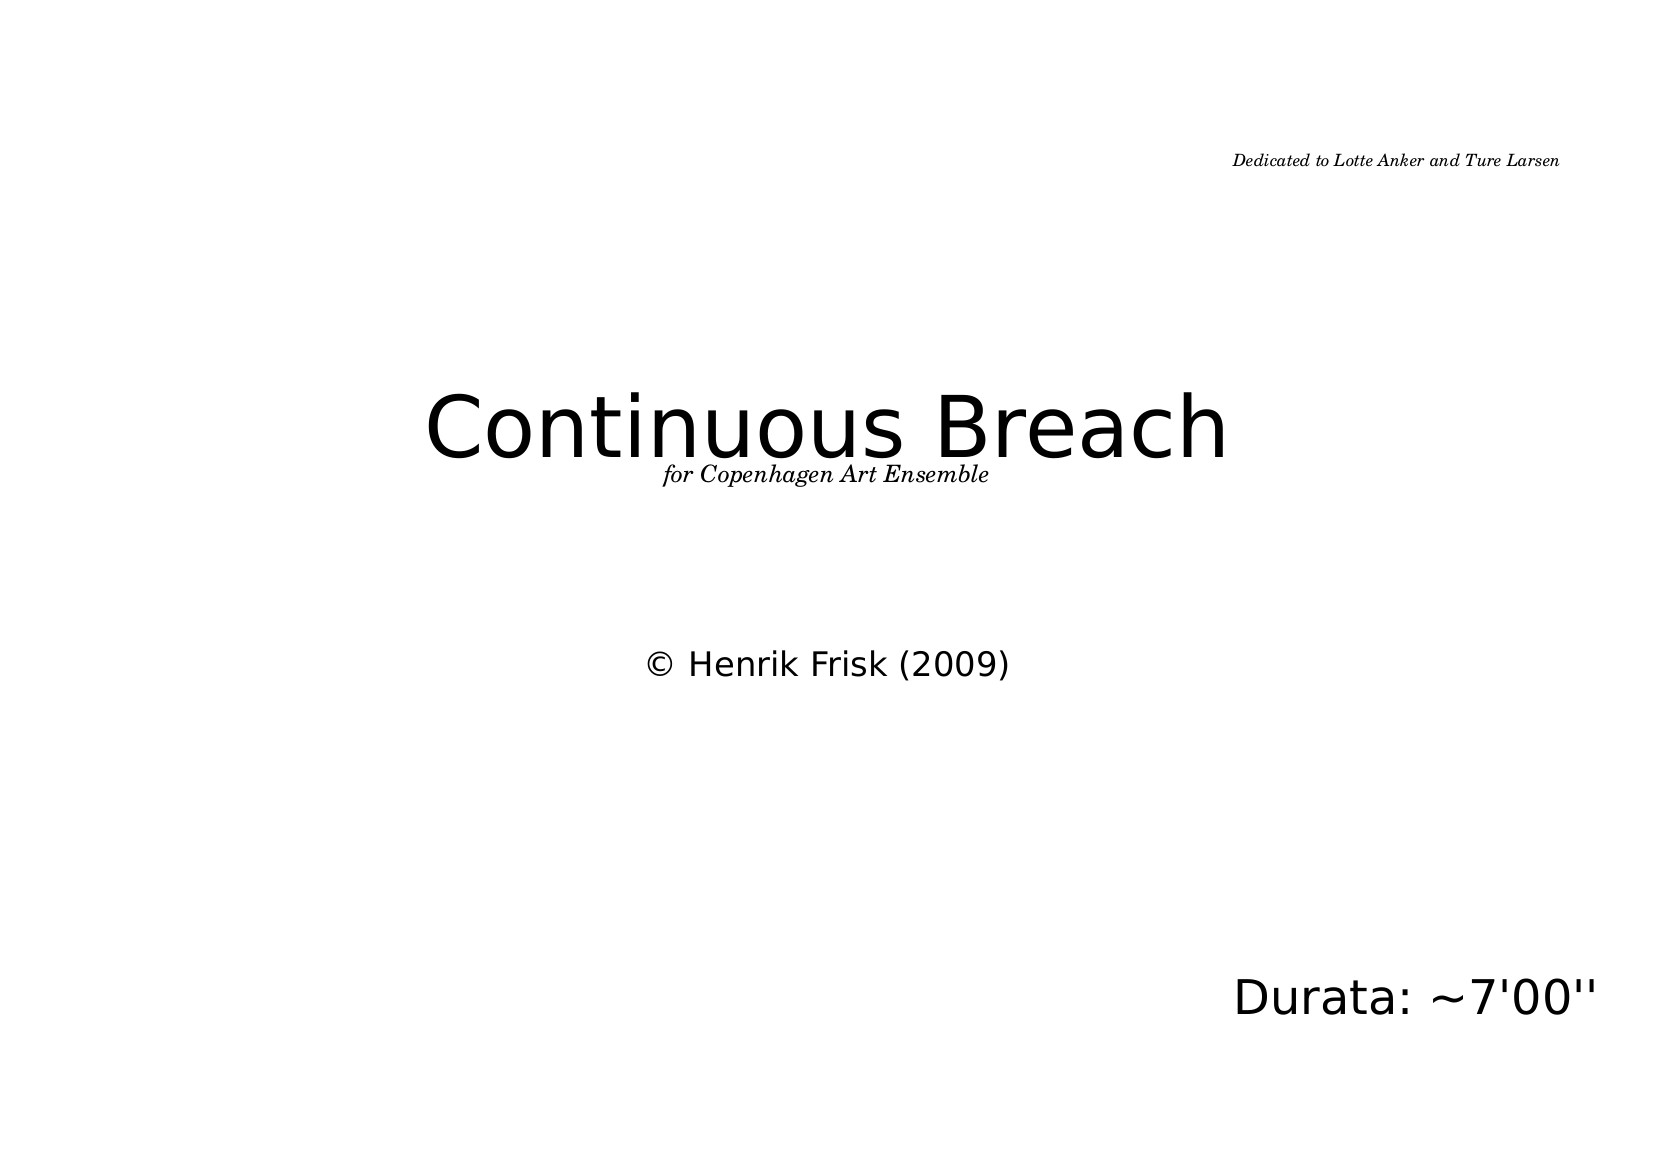 Dedicated to Lotte Anker and Ture Larsen
Continuous Breach
for Copenhagen Art Ensemble
© Henrik Frisk (2009)
Durata: ~7'00''